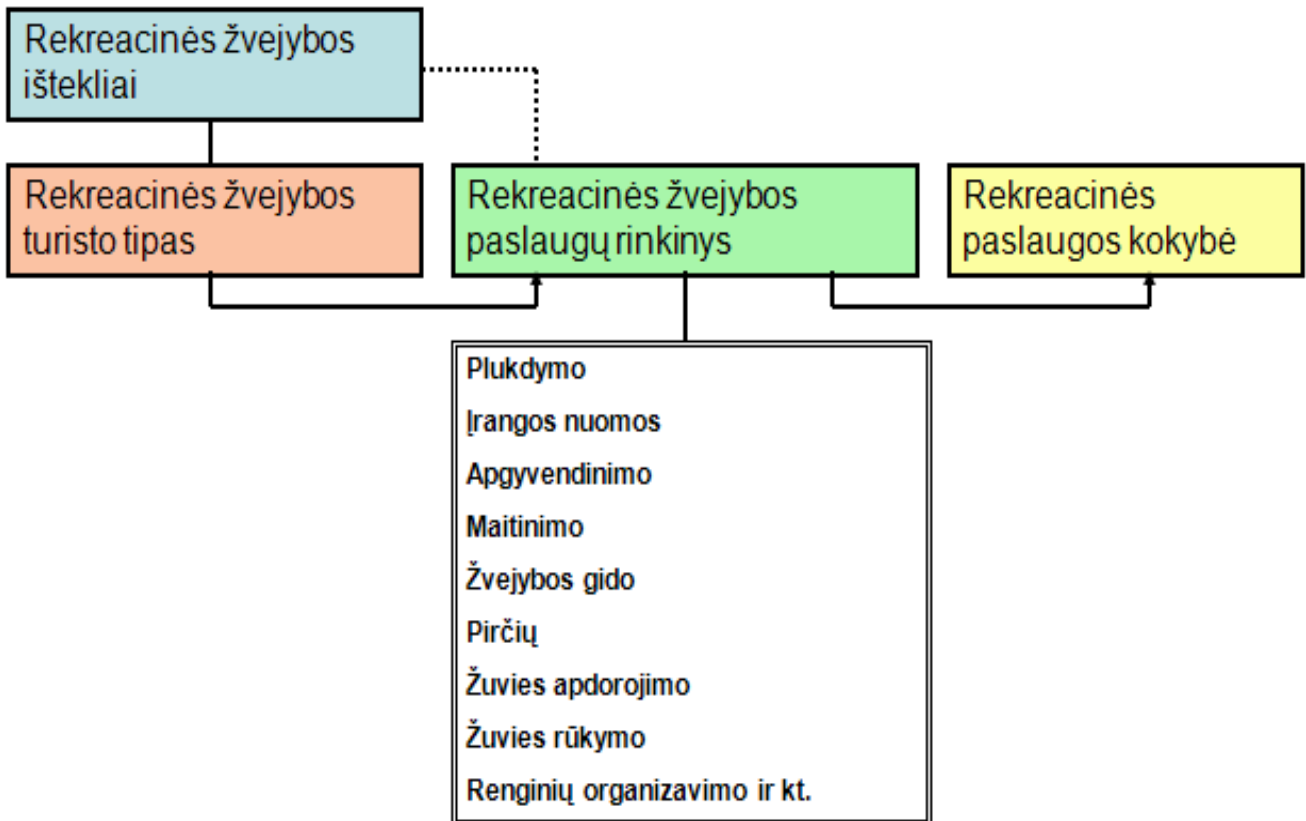 Rekreacinės žvejybos
ištekliai
Rekreacinės žvejybos
turisto tipas
Rekreacinės žvejybos
paslaugų rinkinys
Rekreacinės
paslaugos kokybė
Plukdymo
Įrangos nuomos
Apgyvendinimo
Maitinimo
Žvejybos gido
Pirčių
Žuvies apdorojimo
Žuvies rūkymo
Renginių organizavimo ir kt.